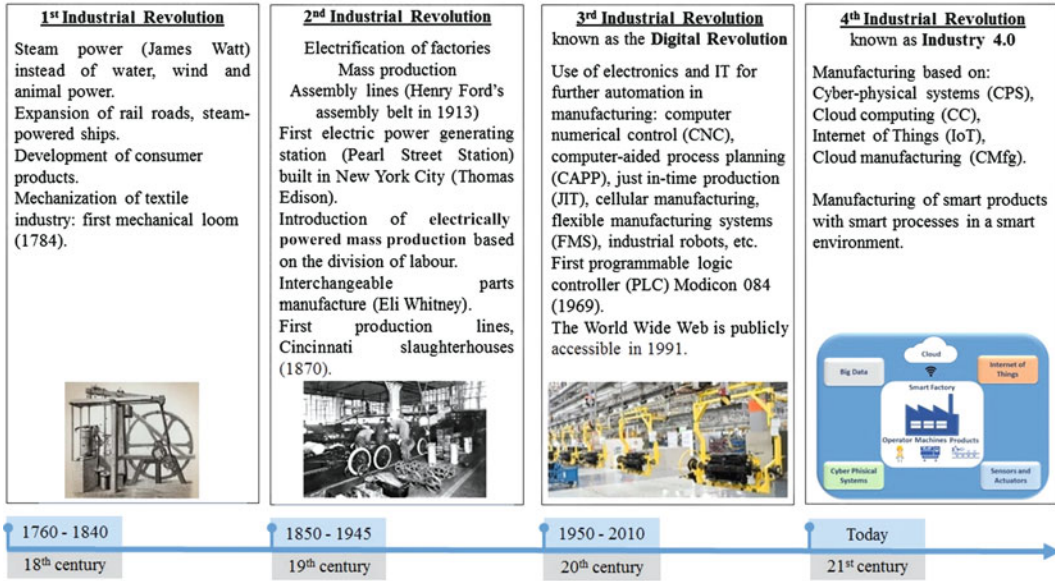 1st Industrial Revolution
Steam power (James Watt)
instead of water, wind and
animal power.
Expansion of rail roads, steam-
powered ships.
Development of consumer
products.
Mechanization of textile
industry: first mechanical loom
(1784).
2nd Industrial Revolution
Electrification of factories
Mass production
Assembly lines (Henry Ford's
assembly belt in 1913)
First electric power generating
station (Pearl Street Station)
built in New York City (Thomas
Edison).
Introduction of electrically
powered mass production based
on the division of labour.
Interchangeable parts
manufacture (Eli Whitney).
First production lines,
Cincinnati slaughterhouses
(1870).
3rd Industrial Revolution
known as the Digital Revolution
Use of electronics and IT for
further automation in
manufacturing: computer
numerical control (CNC),
computer-aided process planning
(CAPP), just in-time production
(JIT), cellular manufacturing,
flexible manufacturing systems
(FMS), industrial robots, etc.
First programmable logic
controller (PLC) Modicon 084
(1969).
The World Wide Web is publicly
accessible in 1991.
4th Industrial Revolution
known as Industry 4.0
Manufacturing based on:
Cyber-physical systems (CPS),
Cloud computing (CC),
Internet of Things (IoT),
Cloud manufacturing (CMfg).
Manufacturing of smart products
with smart processes in a smart
environment.
Cloud
Big Data
Internet of
Things
Smart Factory
Operator Machines Products
Cyber Phisical
Systems
Sensors and
Actuators
1760 - 1840
18th century
1850 - 1945
19th century
1950 - 2010
20th century
Today
21st century